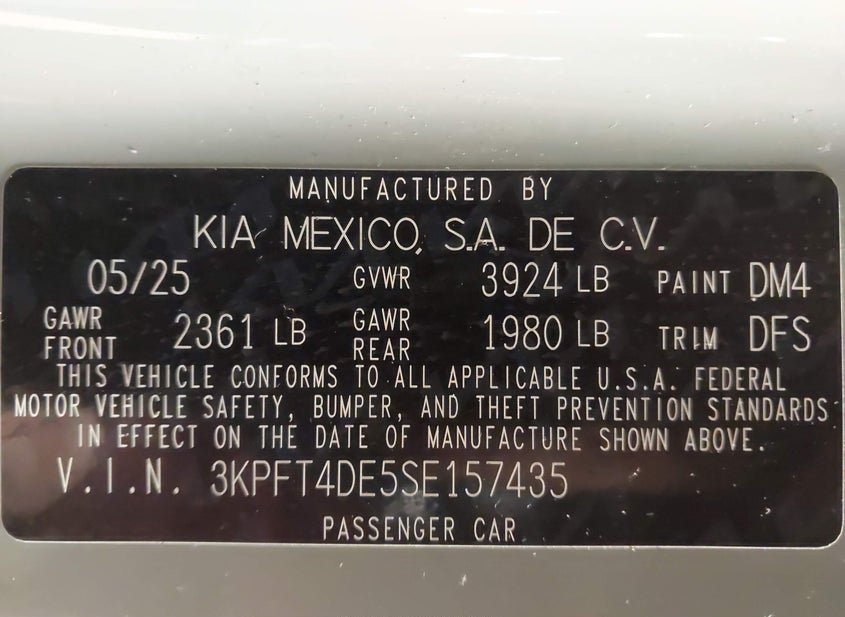 MANUFACTURED BY
KIA MEXICO, S.A. DE C.V.
05/25 GVWR 3924 LB PAINT DM4
GAWR FRONT 2361 LB GAWR REAR 1980 LB TRIM DFS
THIS VEHICLE CONFORMS TO ALL APPLICABLE U.S.A. FEDERAL
MOTOR VEHICLE SAFETY, BUMPER, AND THEFT PREVENTION STANDARDS
IN EFFECT ON THE DATE OF MANUFACTURE SHOWN ABOVE.
V.I.N. 3KPFT4DE5SE157435
PASSENGER CAR